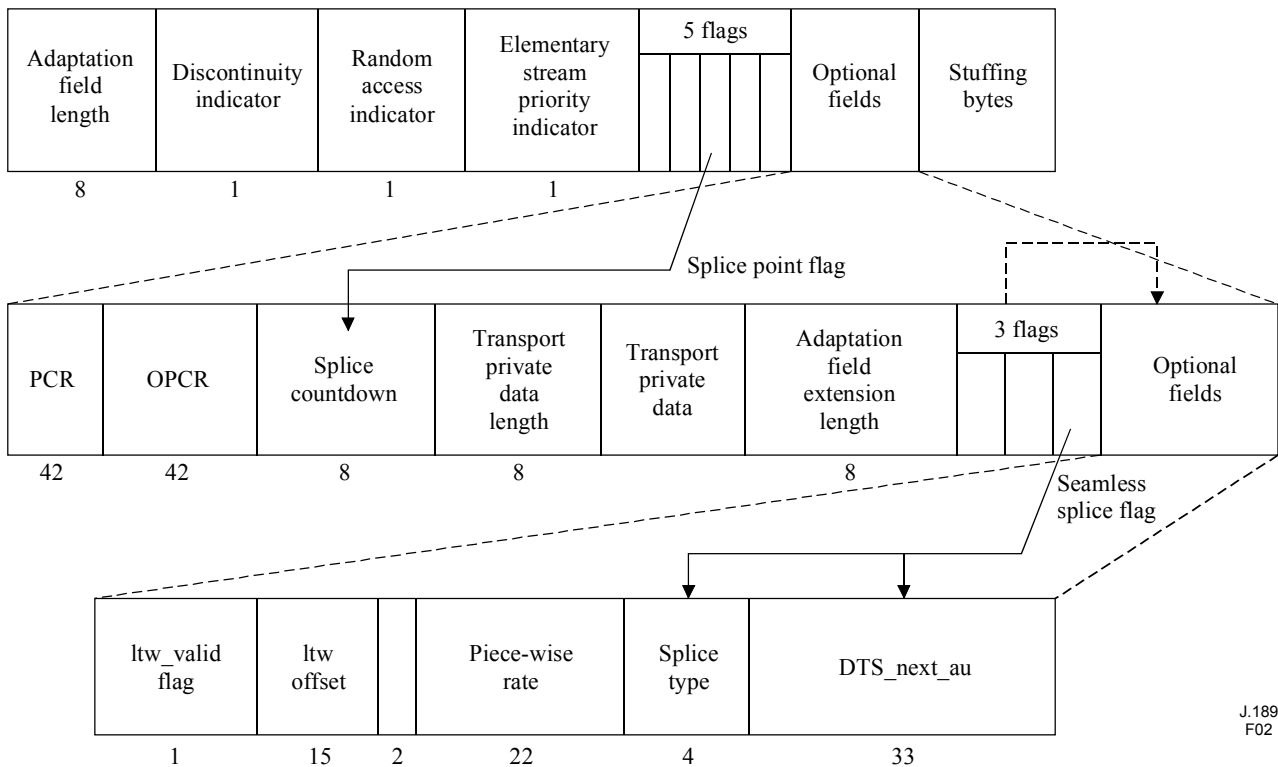 Adaptation
field
length
Discontinuity
indicator
Random
access
indicator
Elementary
stream
priority
indicator
5 flags
Optional
fields
Stuffing
bytes
8
1
1
1
Splice point flag
PCR
OPCR
Splice
countdown
Transport
private
data
length
Transport
private
data
Adaptation
field
extension
length
3 flags
Optional
fields
42
42
8
8
8
Seamless
splice flag
ltw_valid
flag
ltw
offset
Piece-wise
rate
Splice
type
DTS_next_au
1
15
2
22
4
33
J.189
F02